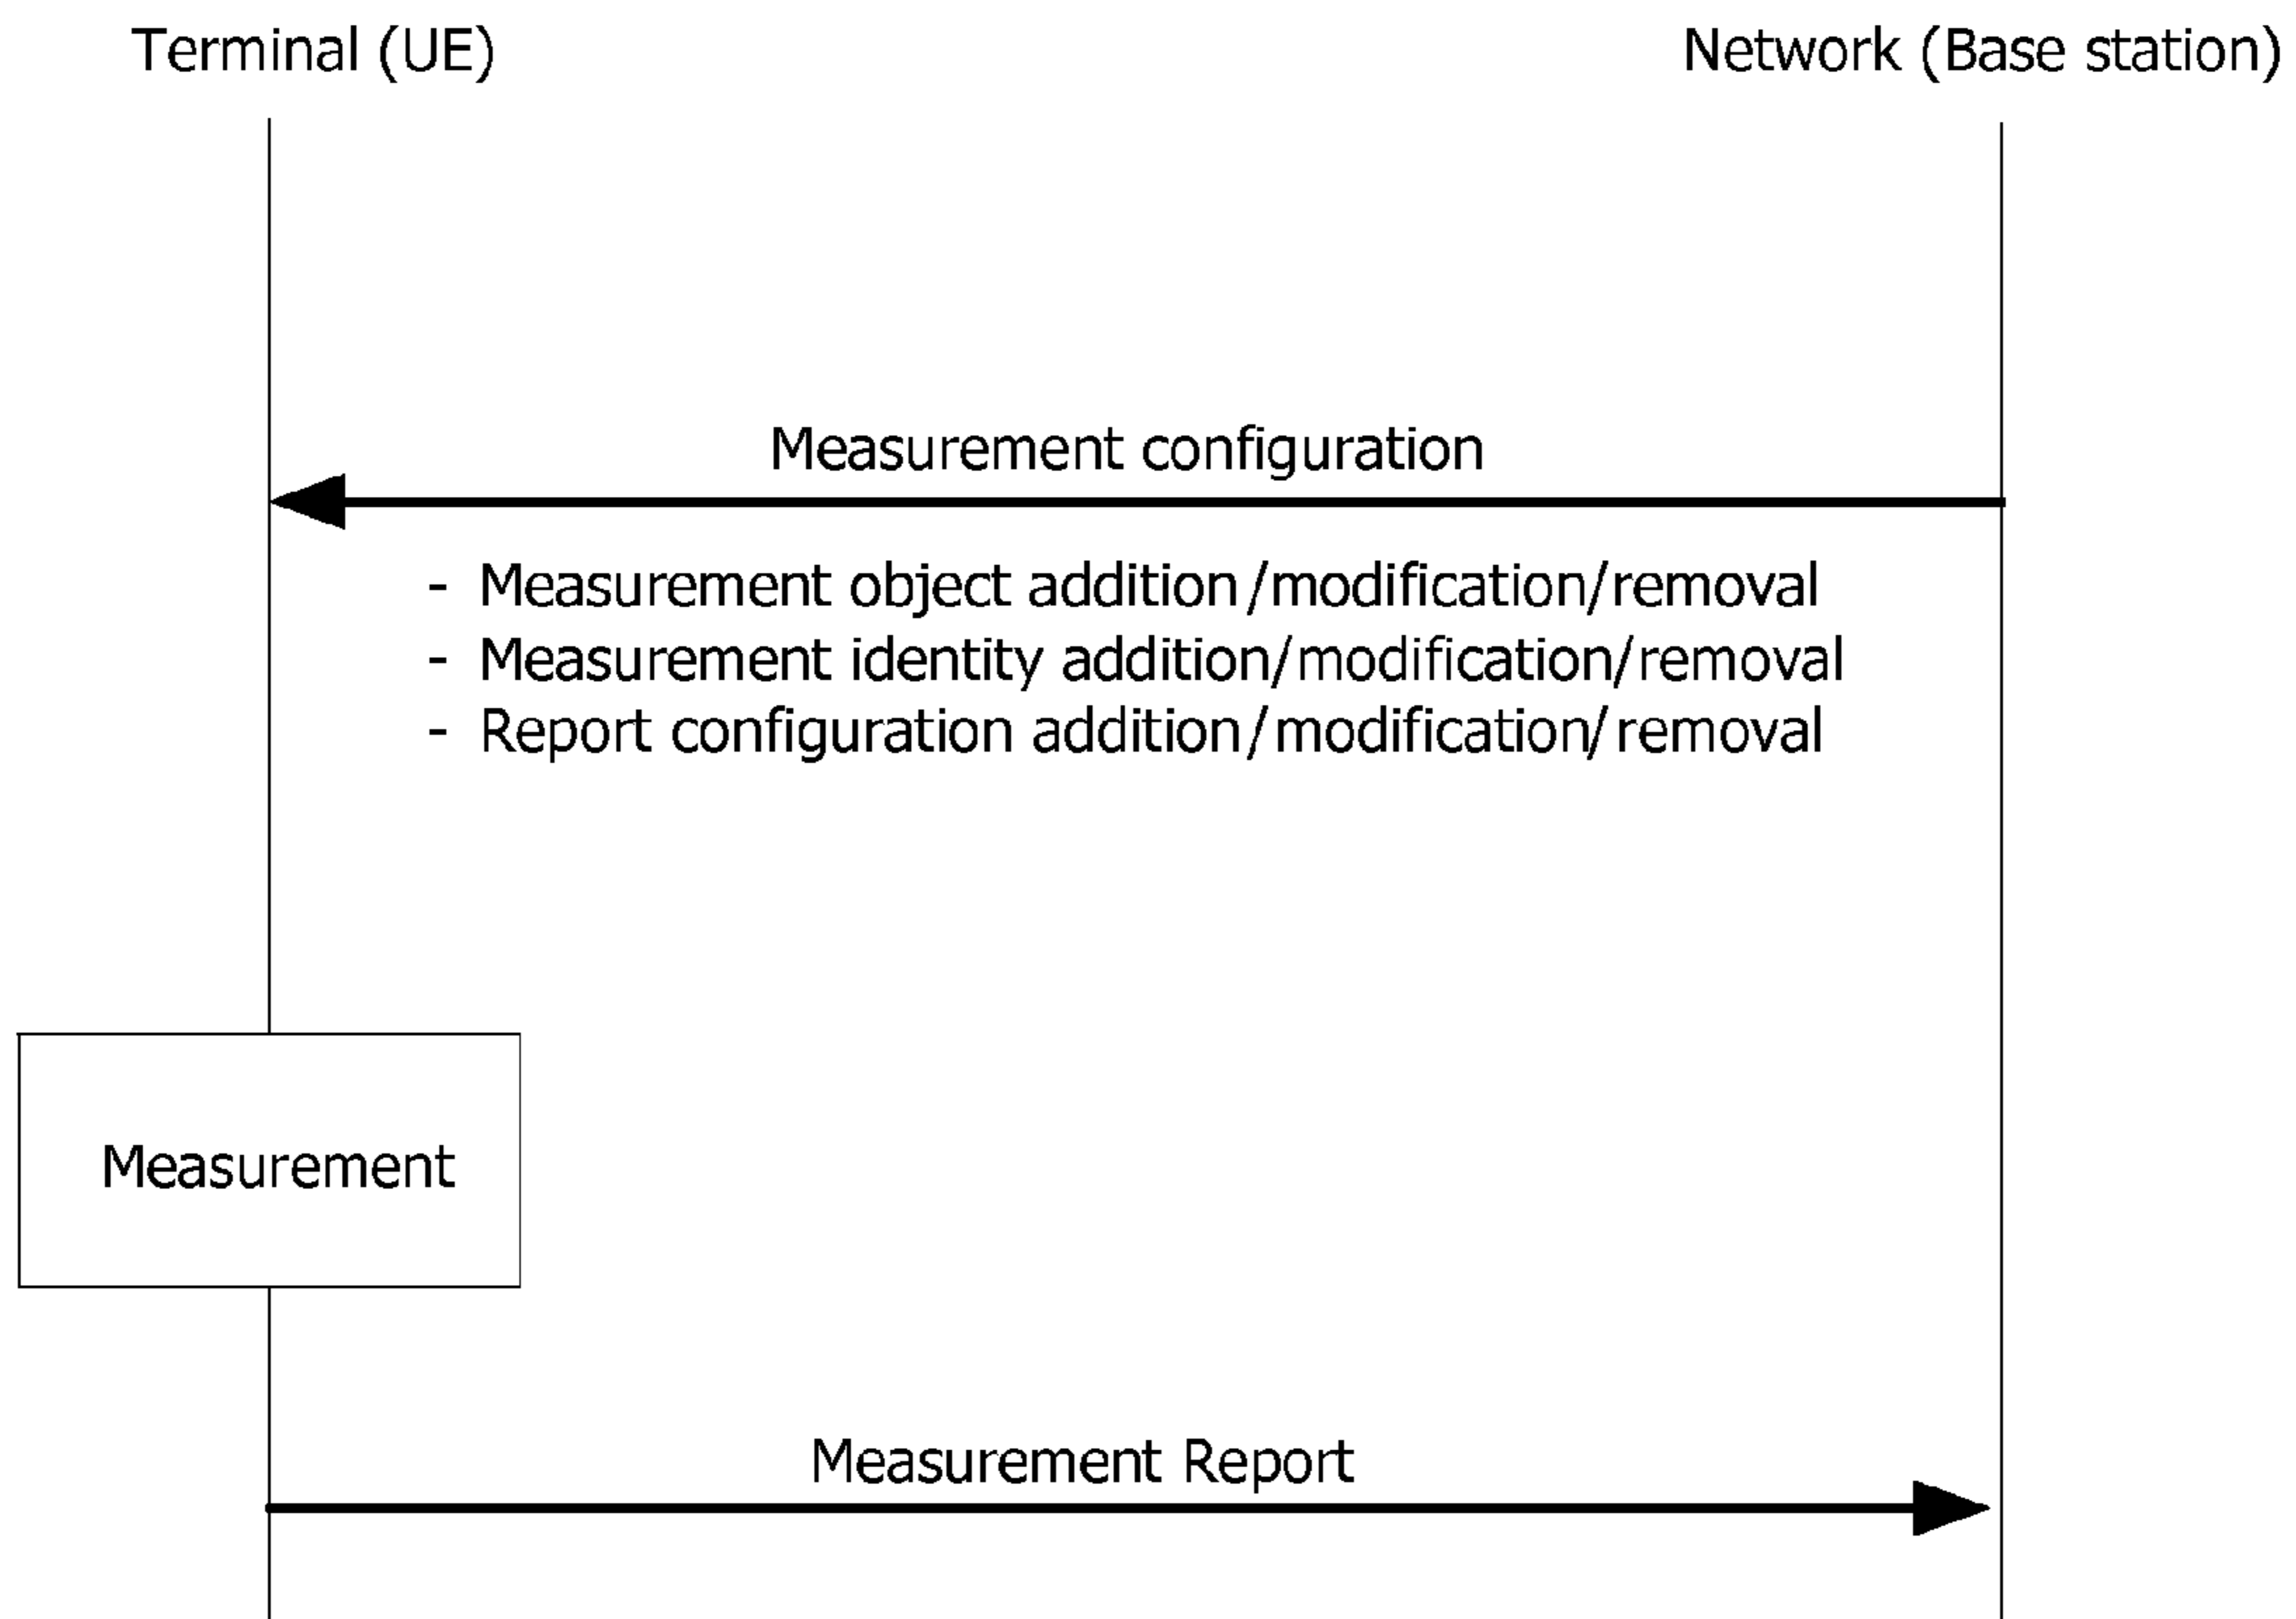 Terminal (UE)
Network (Base station)
Measurement configuration
- Measurement object addition/modification/removal
- Measurement identity addition/modification/removal
- Report configuration addition/modification/removal
Measurement
Measurement Report